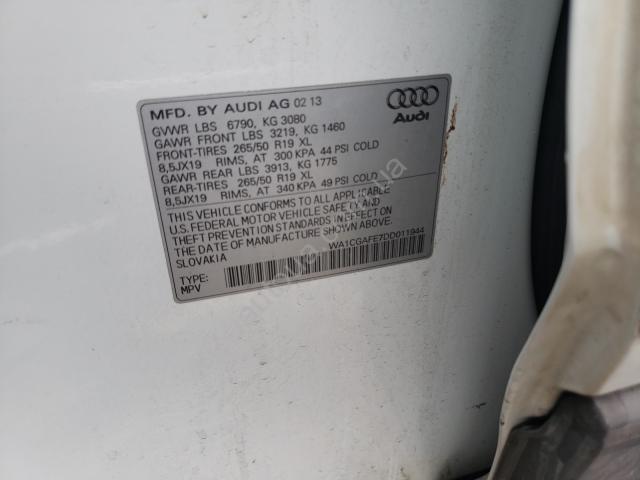 MFD. BY AUDI AG 02 13
GVWR LBS 6790, KG 3080
GAWR FRONT LBS 3219, KG 1460
FRONT-TIRES 265/50 R19 XL
8,5JX19 RIMS, AT 300 KPA 44 PSI COLD
GAWR REAR LBS 3913, KG 1775
REAR-TIRES 265/50 R19 XL
8,5JX19 RIMS, AT 340 KPA 49 PSI COLD
Audi
THIS VEHICLE CONFORMS TO ALL APPLICABLE
U.S. FEDERAL MOTOR VEHICLE SAFETY AND
THEFT PREVENTION STANDARDS IN EFFECT ON
THE DATE OF MANUFACTURE SHOWN ABOVE
SLOVAKIA
WA1CGAFE7DD011944
TYPE:
MPV